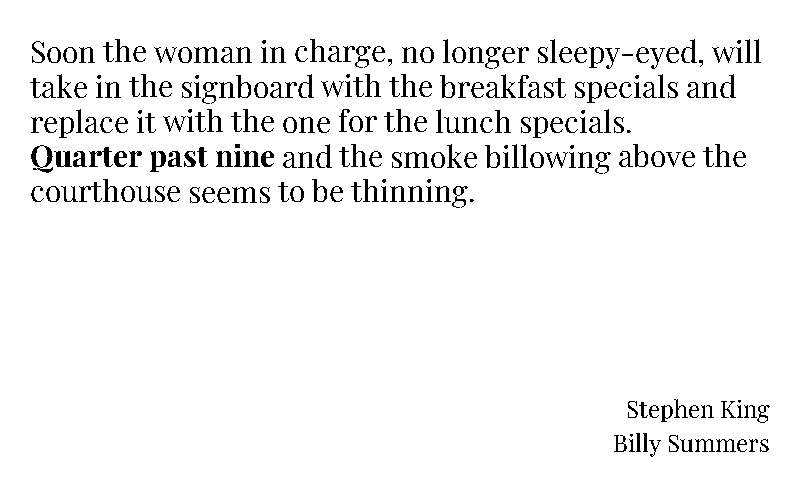 Soon the woman in charge, no longer sleepy-eyed, will
take in the signboard with the breakfast specials and
replace it with the one for the lunch specials.
Quarter past nine and the smoke billowing above the
courthouse seems to be thinning.
Stephen King
Billy Summers